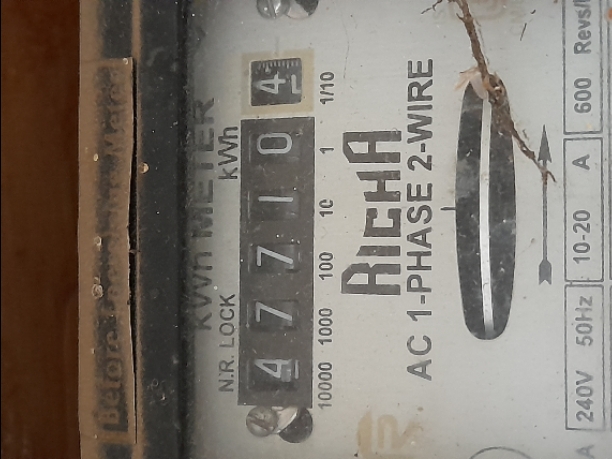 Before
KWh METER
N.R. LOCK kWh
4 7 7 1 0 4
10000 1000 100 10 1 1/10
RICHA
AC 1-PHASE 2-WIRE
240V 50Hz 10-20 A 600 Revs/
A